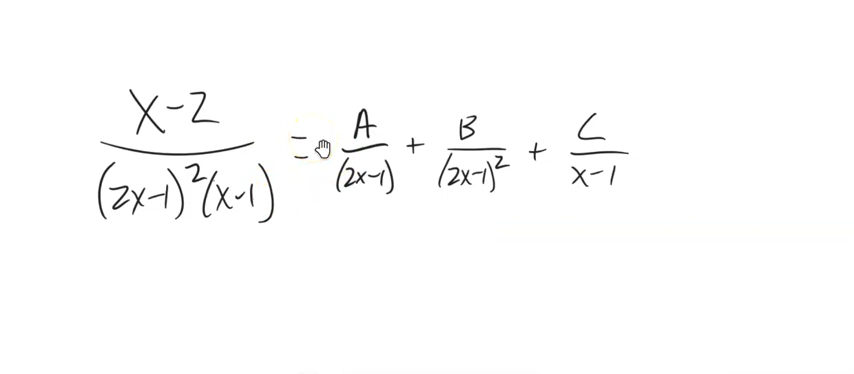 x-2/(2x-1)²(x-1) = A/(2x-1) + B/(2x-1)² + C/x-1